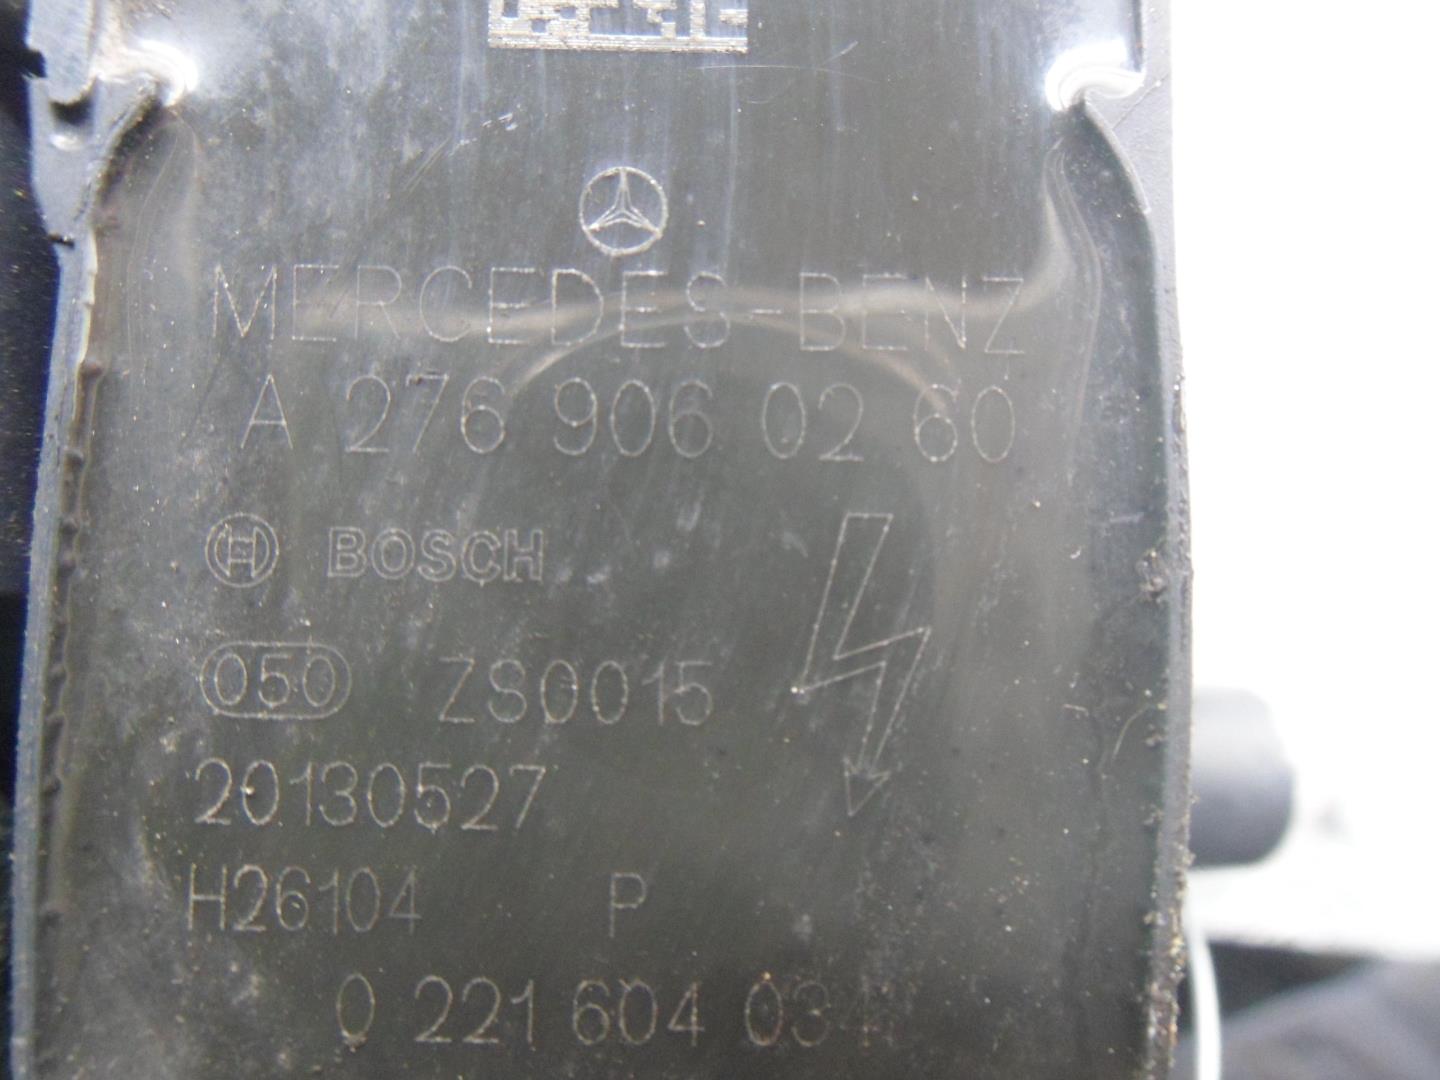 MERCEDES-BENZ
A 276 906 02 60
BOSCH
050 ZS0015
20130527
H26104 P
0 221 604 034